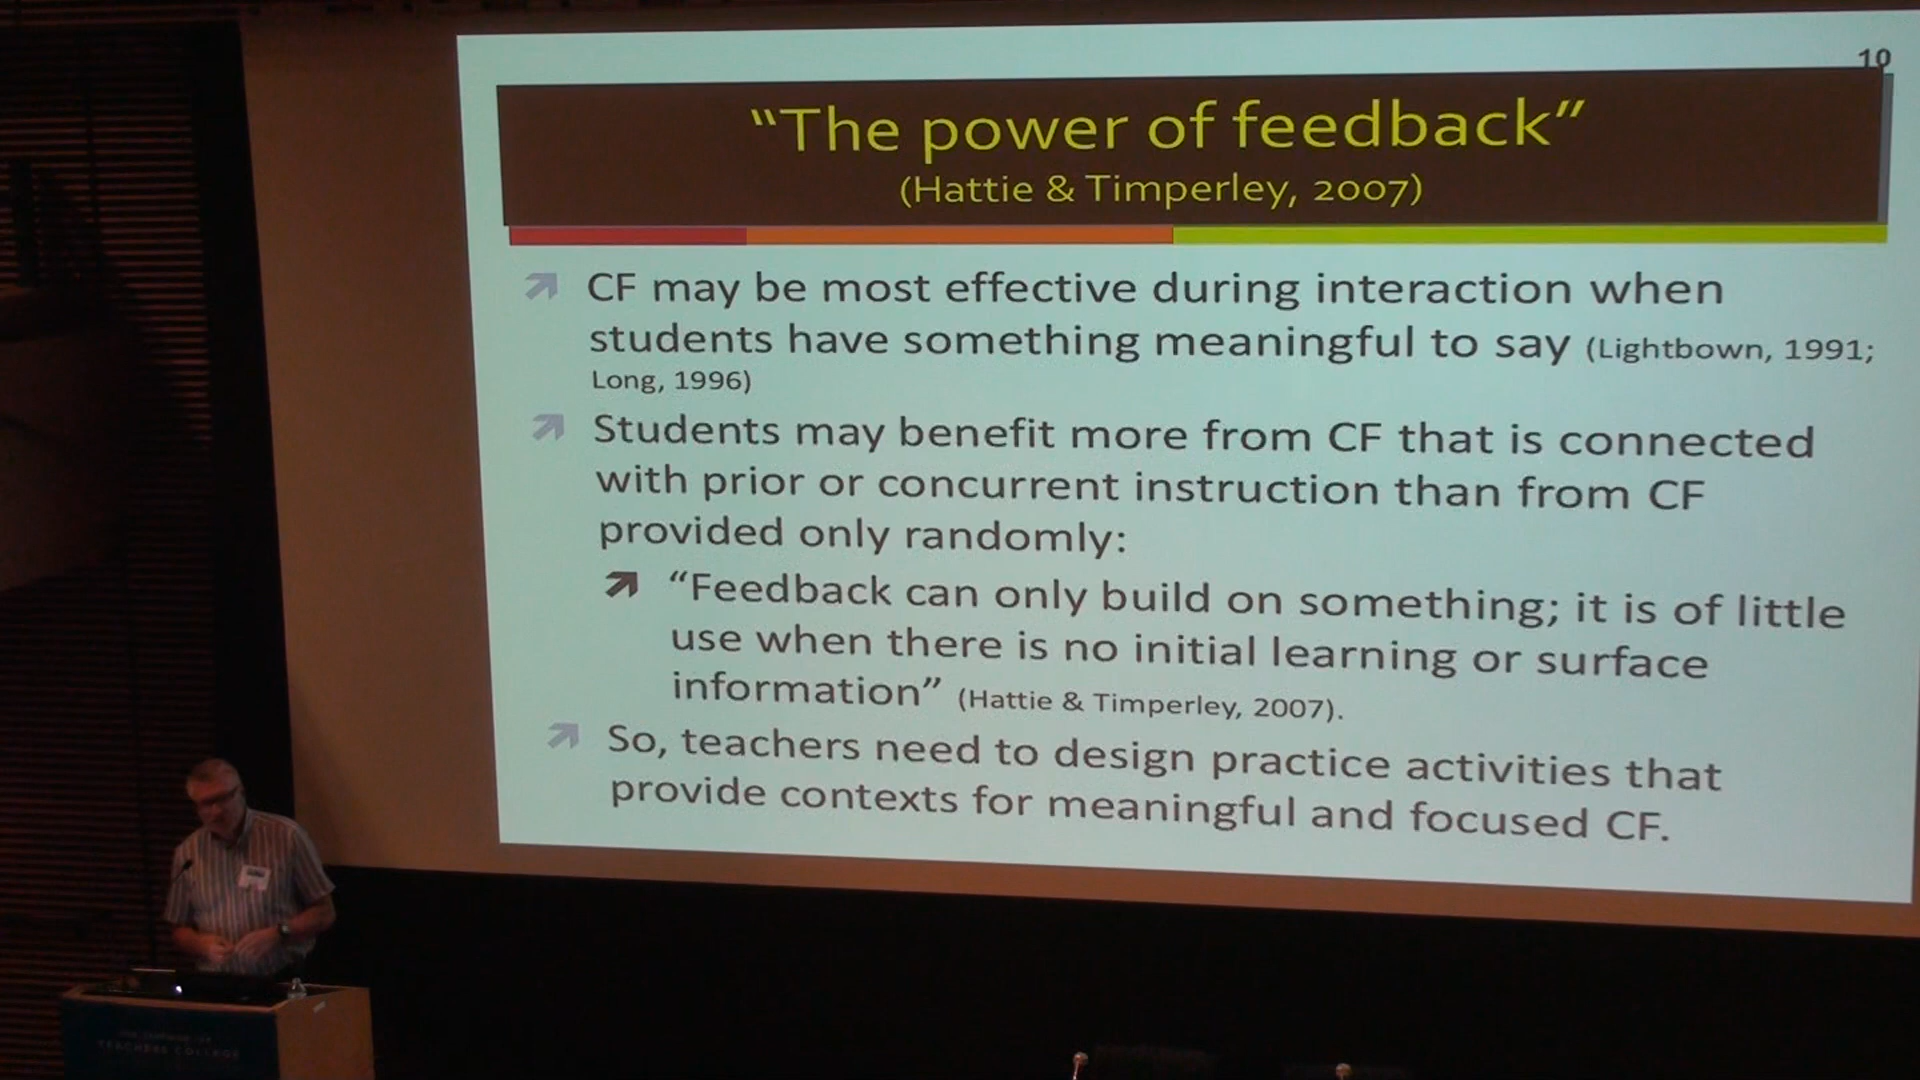 10
“The power of feedback”
(Hattie & Timperley, 2007)
CF may be most effective during interaction when
students have something meaningful to say (Lightbown, 1991;
Long, 1996)
Students may benefit more from CF that is connected
with prior or concurrent instruction than from CF
provided only randomly:
“Feedback can only build on something; it is of little
use when there is no initial learning or surface
information” (Hattie & Timperley, 2007).
So, teachers need to design practice activities that
provide contexts for meaningful and focused CF.
TEACHERS COLLEGE